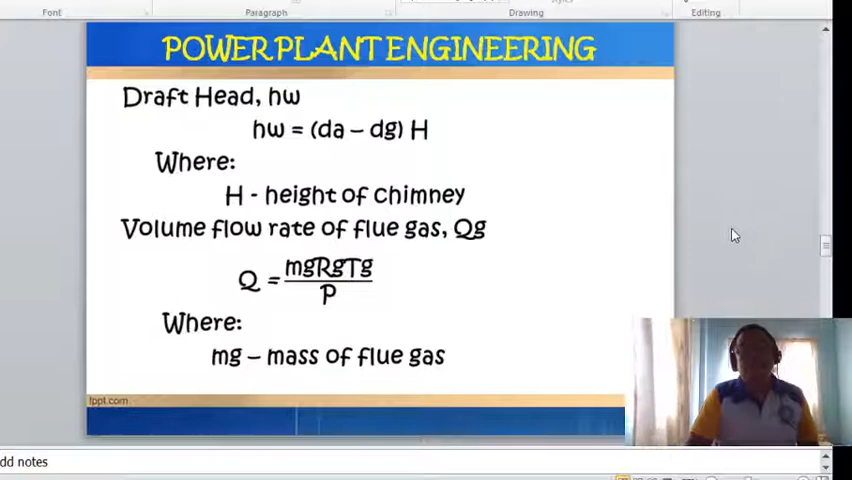 Font
Paragraph
Drawing
Editing
POWER PLANT ENGINEERING
Draft Head, hw
hw = (da – dg) H
Where:
H - height of chimney
Volume flow rate of flue gas, Qg
Q = mgRgTg
P
Where:
mg – mass of flue gas
fppt.com
dd notes